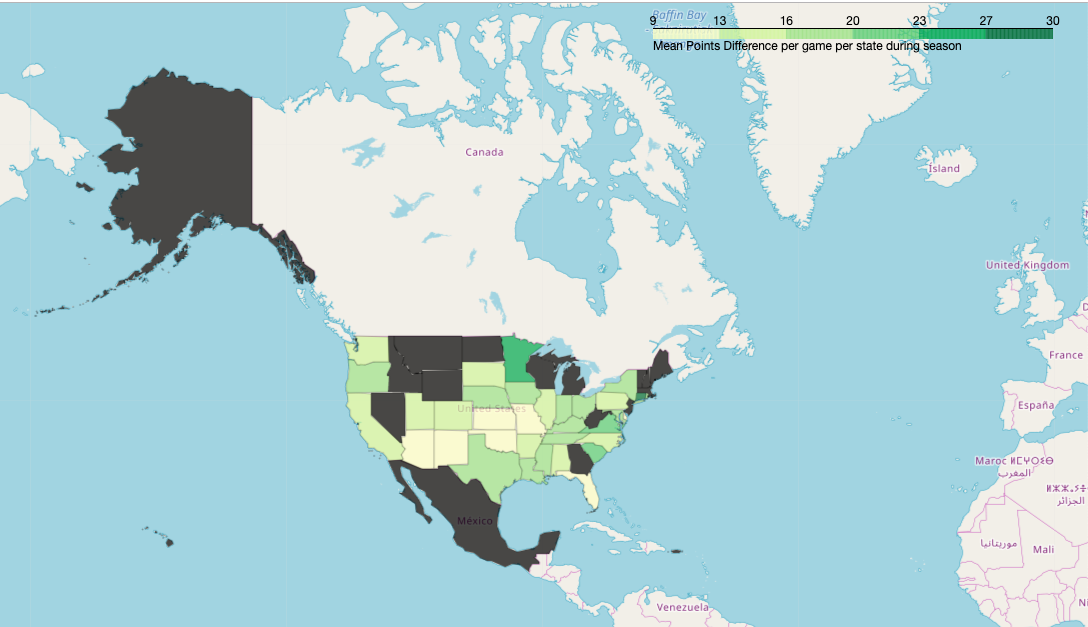 Baffin Bay
9 13 16 20 23 27 30
Mean Points Difference per game per state during season
Canada
Ísland
United Kingdom
France
España
United States
México
Maroc ⵍⵎⵖⵔⵉⴱ
المغرب
الجزائر
موريتانيا
Mali
Venezuela